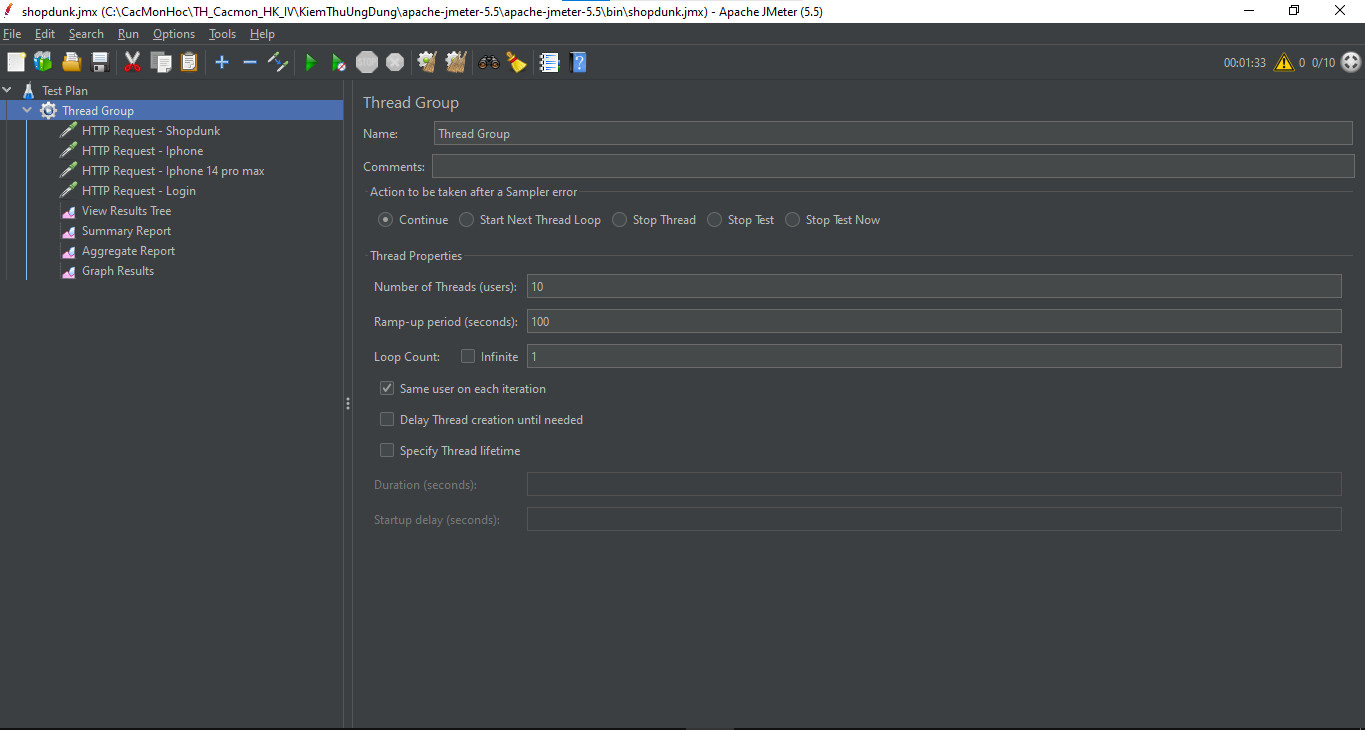 shopdunk.jmx (C:\CacMonHoc\TH_Cacmon_HK_IV\KiemThuUngDung\apache-jmeter-5.5\apache-jmeter-5.5\bin\shopdunk.jmx) - Apache JMeter (5.5)
File Edit Search Run Options Tools Help
STOP 00:01:33 0 0/10
Test Plan
Thread Group
HTTP Request - Shopdunk
HTTP Request - Iphone
HTTP Request - Iphone 14 pro max
HTTP Request - Login
View Results Tree
Summary Report
Aggregate Report
Graph Results
Thread Group
Name: Thread Group
Comments:
Action to be taken after a Sampler error
Continue Start Next Thread Loop Stop Thread Stop Test Stop Test Now
Thread Properties
Number of Threads (users): 10
Ramp-up period (seconds): 100
Loop Count: Infinite 1
Same user on each iteration
Delay Thread creation until needed
Specify Thread lifetime
Duration (seconds):
Startup delay (seconds):